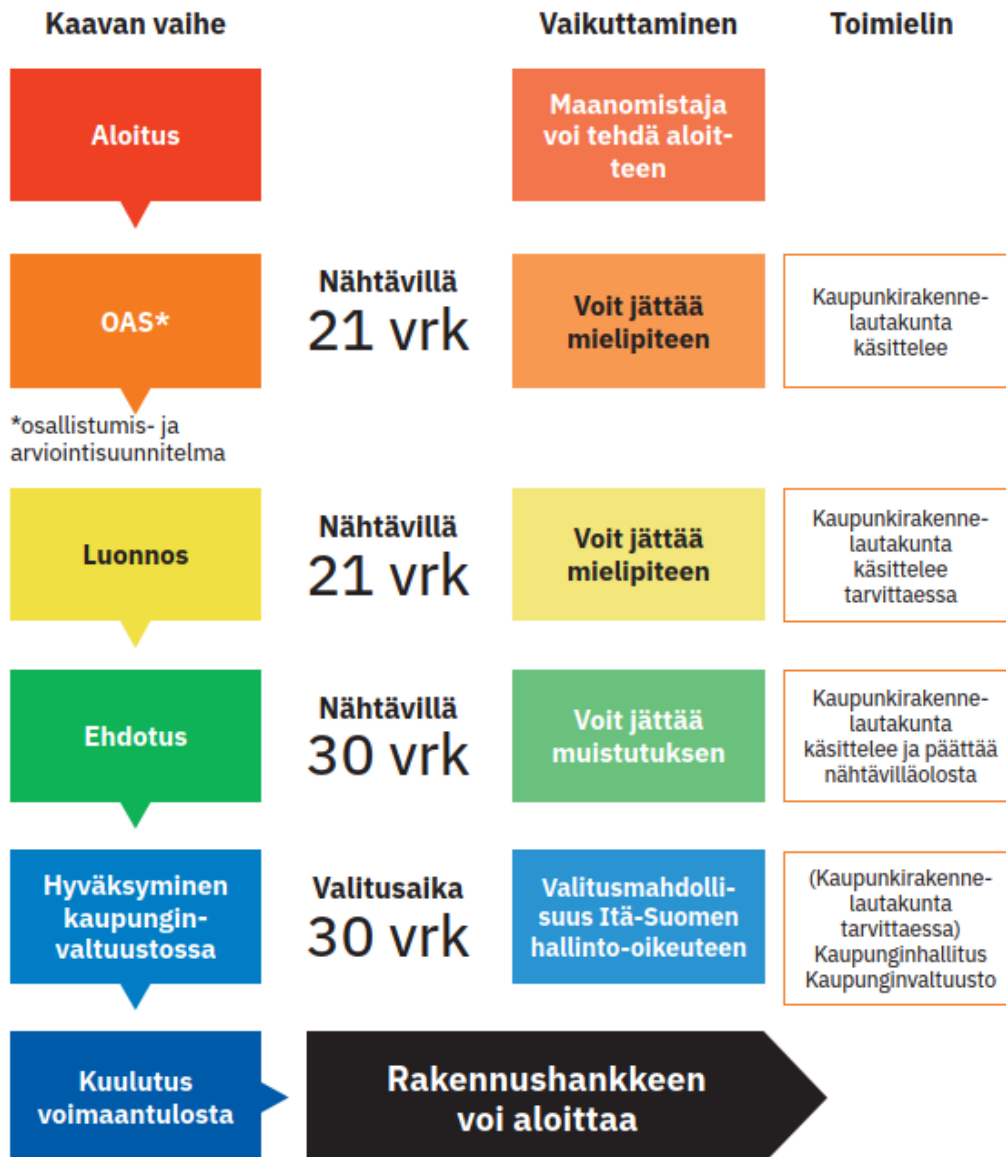 Kaavan vaihe
Vaikuttaminen
Toimielin
Aloitus
Maanomistaja
voi tehdä aloit-
teen
OAS*
Nähtävillä
21 vrk
Voit jättää
mielipiteen
Kaupunkirakenne-
lautakunta
käsittelee
*osallistumis- ja
arviointisuunnitelma
Luonnos
Nähtävillä
21 vrk
Voit jättää
mielipiteen
Kaupunkirakenne-
lautakunta
käsittelee
tarvittaessa
Ehdotus
Nähtävillä
30 vrk
Voit jättää
muistutuksen
Kaupunkirakenne-
lautakunta
käsittelee ja päättää
nähtävilläolosta
Hyväksyminen
kaupungin-
valtuustossa
Valitusaika
30 vrk
Valitusmahdolli-
suus Itä-Suomen
hallinto-oikeuteen
(Kaupunkirakenne-
lautakunta
tarvittaessa)
Kaupunginhallitus
Kaupunginvaltuusto
Kuulutus
voimaantulosta
Rakennushankkeen
voi aloittaa